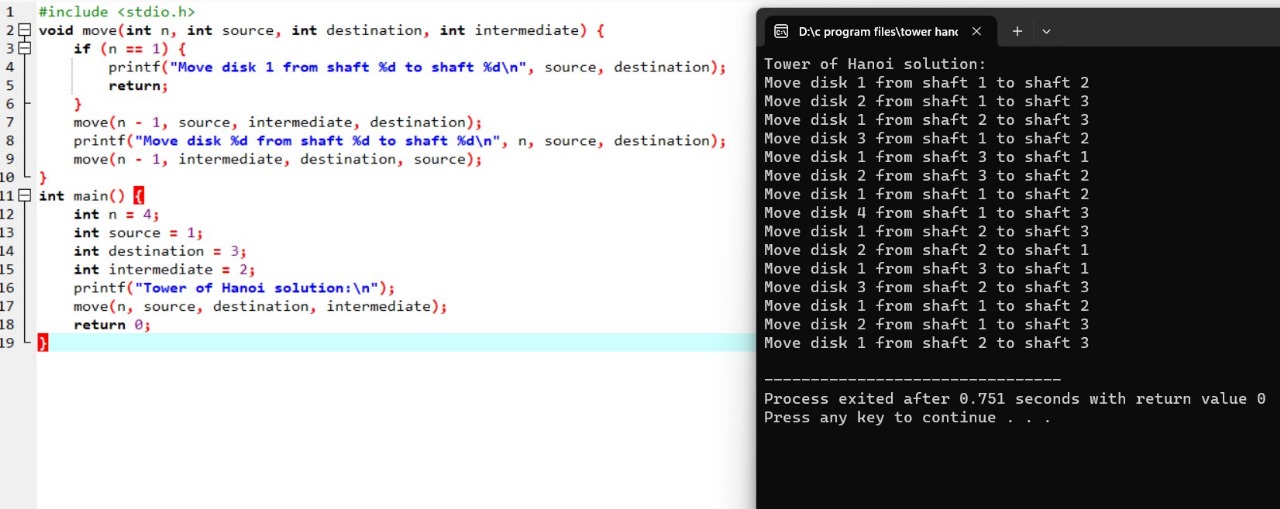 1 #include <stdio.h>
2 void move(int n, int source, int destination, int intermediate) {
3     if (n == 1) {
4         printf("Move disk 1 from shaft %d to shaft %d\n", source, destination);
5         return;
6     }
7     move(n - 1, source, intermediate, destination);
8     printf("Move disk %d from shaft %d to shaft %d\n", n, source, destination);
9     move(n - 1, intermediate, destination, source);
10 }
11 int main() {
12     int n = 4;
13     int source = 1;
14     int destination = 3;
15     int intermediate = 2;
16     printf("Tower of Hanoi solution:\n");
17     move(n, source, destination, intermediate);
18     return 0;
19 }
D:\c program files\tower hanc
Tower of Hanoi solution:
Move disk 1 from shaft 1 to shaft 2
Move disk 2 from shaft 1 to shaft 3
Move disk 1 from shaft 2 to shaft 3
Move disk 3 from shaft 1 to shaft 2
Move disk 1 from shaft 3 to shaft 1
Move disk 2 from shaft 3 to shaft 2
Move disk 1 from shaft 1 to shaft 2
Move disk 4 from shaft 1 to shaft 3
Move disk 1 from shaft 2 to shaft 3
Move disk 2 from shaft 2 to shaft 1
Move disk 1 from shaft 3 to shaft 1
Move disk 3 from shaft 2 to shaft 3
Move disk 1 from shaft 1 to shaft 2
Move disk 2 from shaft 1 to shaft 3
Move disk 1 from shaft 2 to shaft 3
--------------------------------
Process exited after 0.751 seconds with return value 0
Press any key to continue . . .